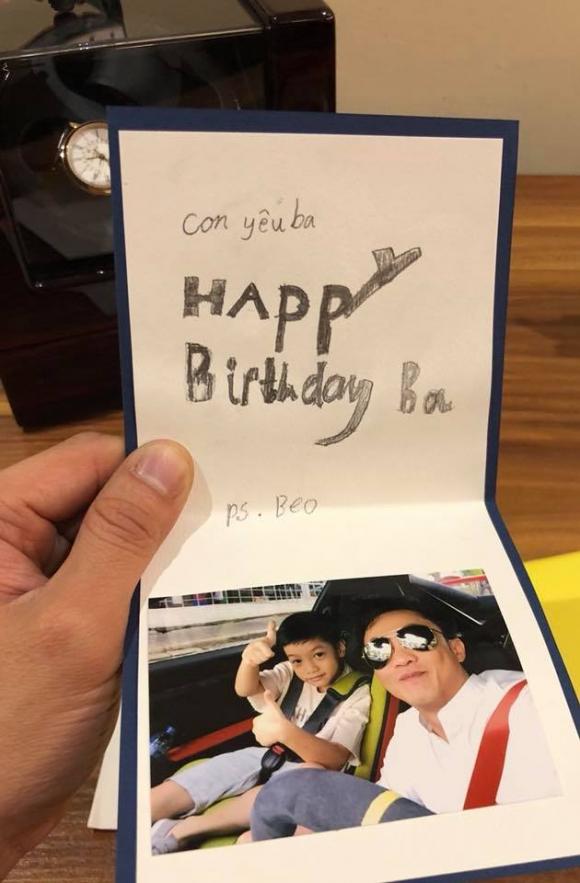 con yêu ba
HAPPY
Birthday Ba
ps. Beo